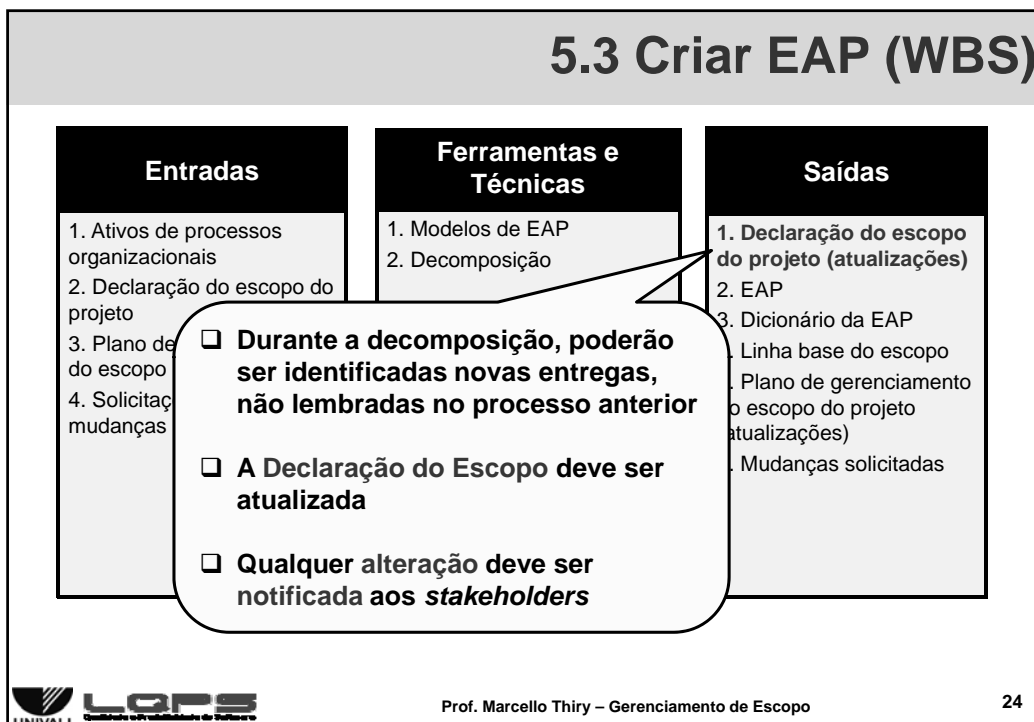 5.3 Criar EAP (WBS)
Entradas
1. Ativos de processos
organizacionais
2. Declaração do escopo do
projeto
3. Plano de
do escopo
4.
mudanças
Ferramentas e
Técnicas
1. Modelos de EAP
2. Decomposição
Saídas
1. Declaração do escopo
do projeto (atualizações)
2. EAP
3. Dicionário da EAP
Linha base do escopo
Plano de gerenciamento
escopo do projeto
atualizações)
Mudanças solicitadas
Durante a decomposição, poderão
ser identificadas novas entregas,
não lembradas no processo anterior
A Declaração do Escopo deve ser
atualizada
Qualquer alteração deve ser
notificada aos stakeholders
UNIVALI
LQPS
Prof. Marcello Thiry – Gerenciamento de Escopo
24